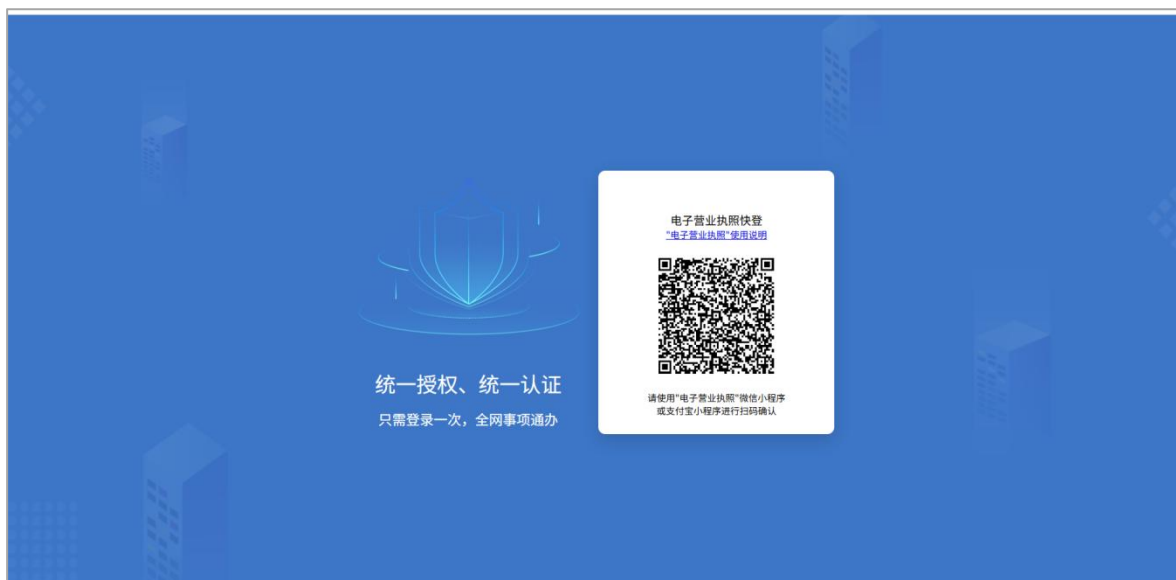 统一授权、统一认证
只需登录一次，全网事项通办
电子营业执照快登
"电子营业执照"使用说明
请使用"电子营业执照"微信小程序
或支付宝小程序进行扫码确认